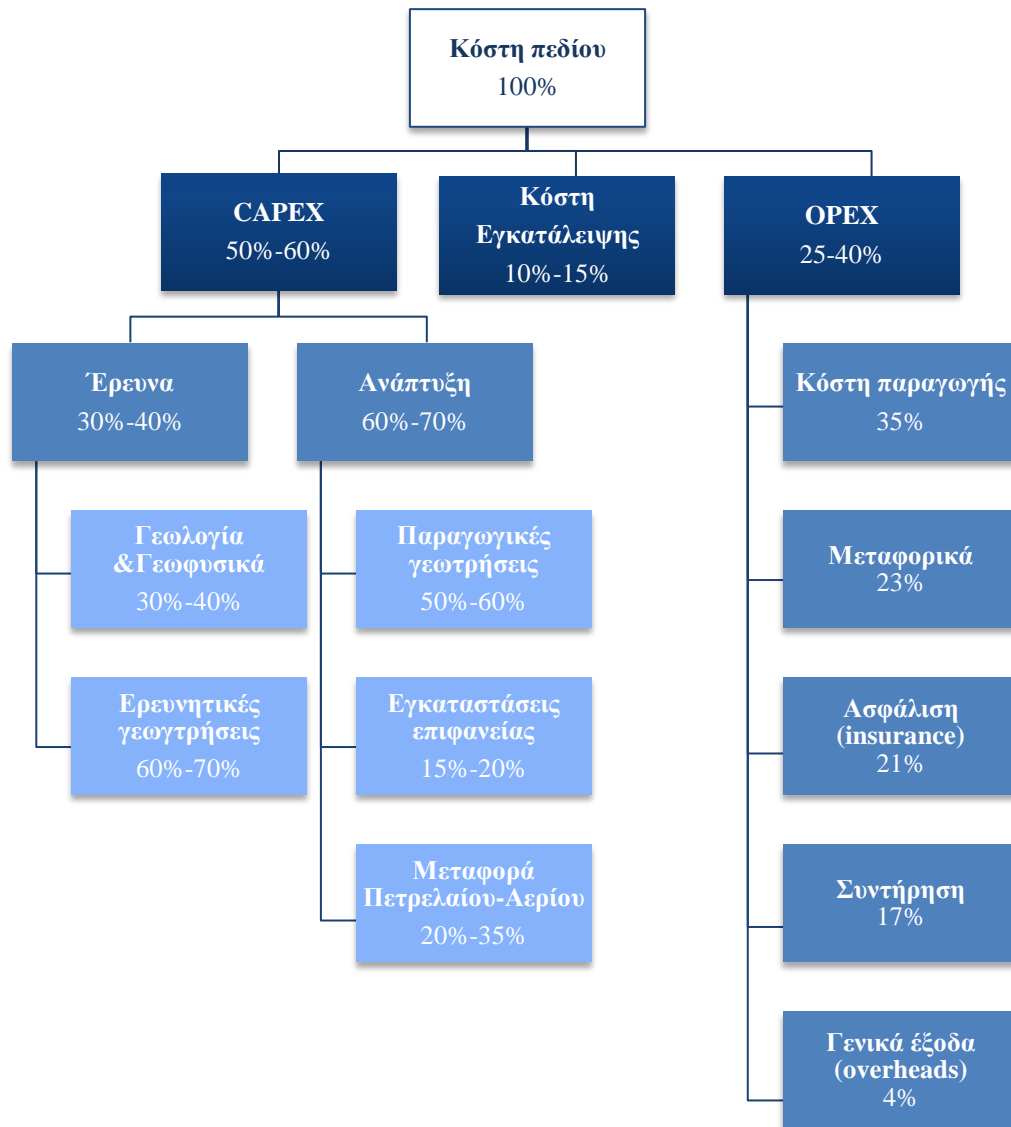 Κόστη πεδίου
100%
CAPEX
50%-60%
Κόστη
Εγκατάλειψης
10%-15%
OPEX
25-40%
Έρευνα
30%-40%
Ανάπτυξη
60%-70%
Κόστη παραγωγής
35%
Γεωλογία
&Γεωφυσικά
30%-40%
Παραγωγικές
γεωτρήσεις
50%-60%
Μεταφορικά
23%
Ερευνητικές
γεωγτρήσεις
60%-70%
Εγκαταστάσεις
επιφανείας
15%-20%
Ασφάλιση
(insurance)
21%
Μεταφορά
Πετρελαίου-Αερίου
20%-35%
Συντήρηση
17%
Γενικά έξοδα
(overheads)
4%